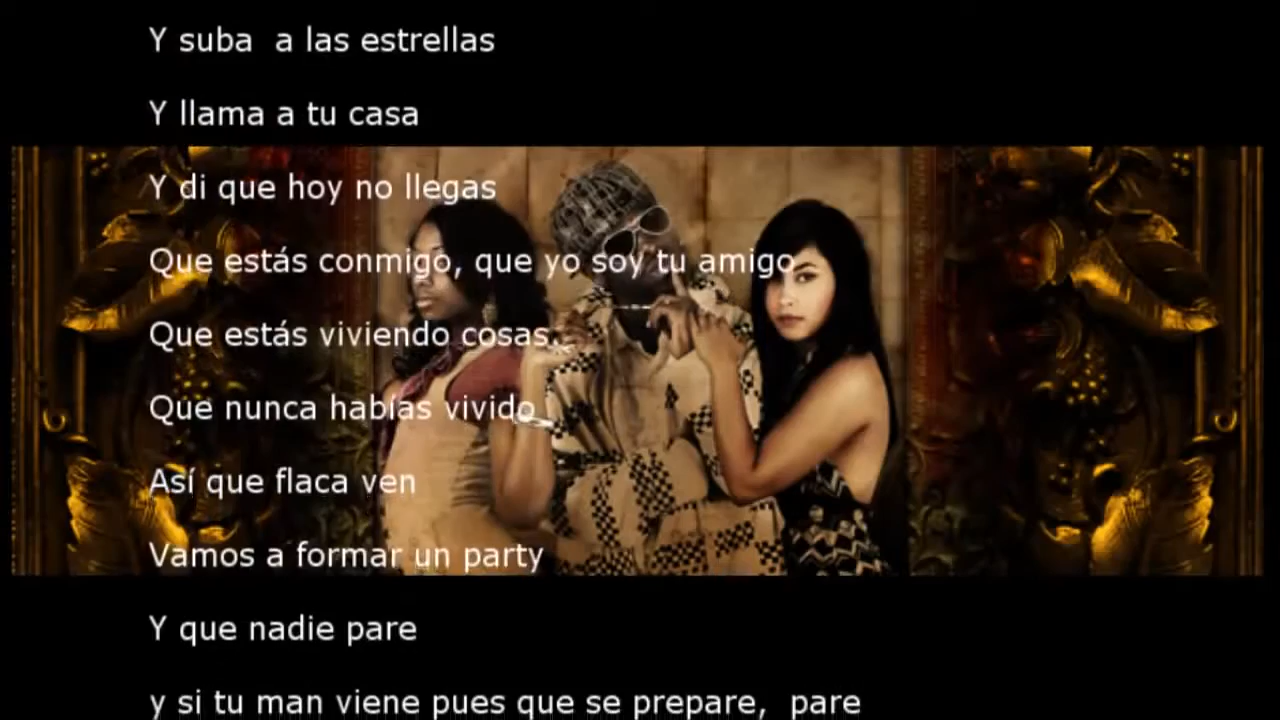 Y suba  a las estrellas
Y llama a tu casa
Y di que hoy no llegas
Que estás conmigo, que yo soy tu amigo
Que estás viviendo cosas..
Que nunca habías vivido
Así que flaca ven
Vamos a formar un party
Y que nadie pare
y si tu man viene pues que se prepare,  pare